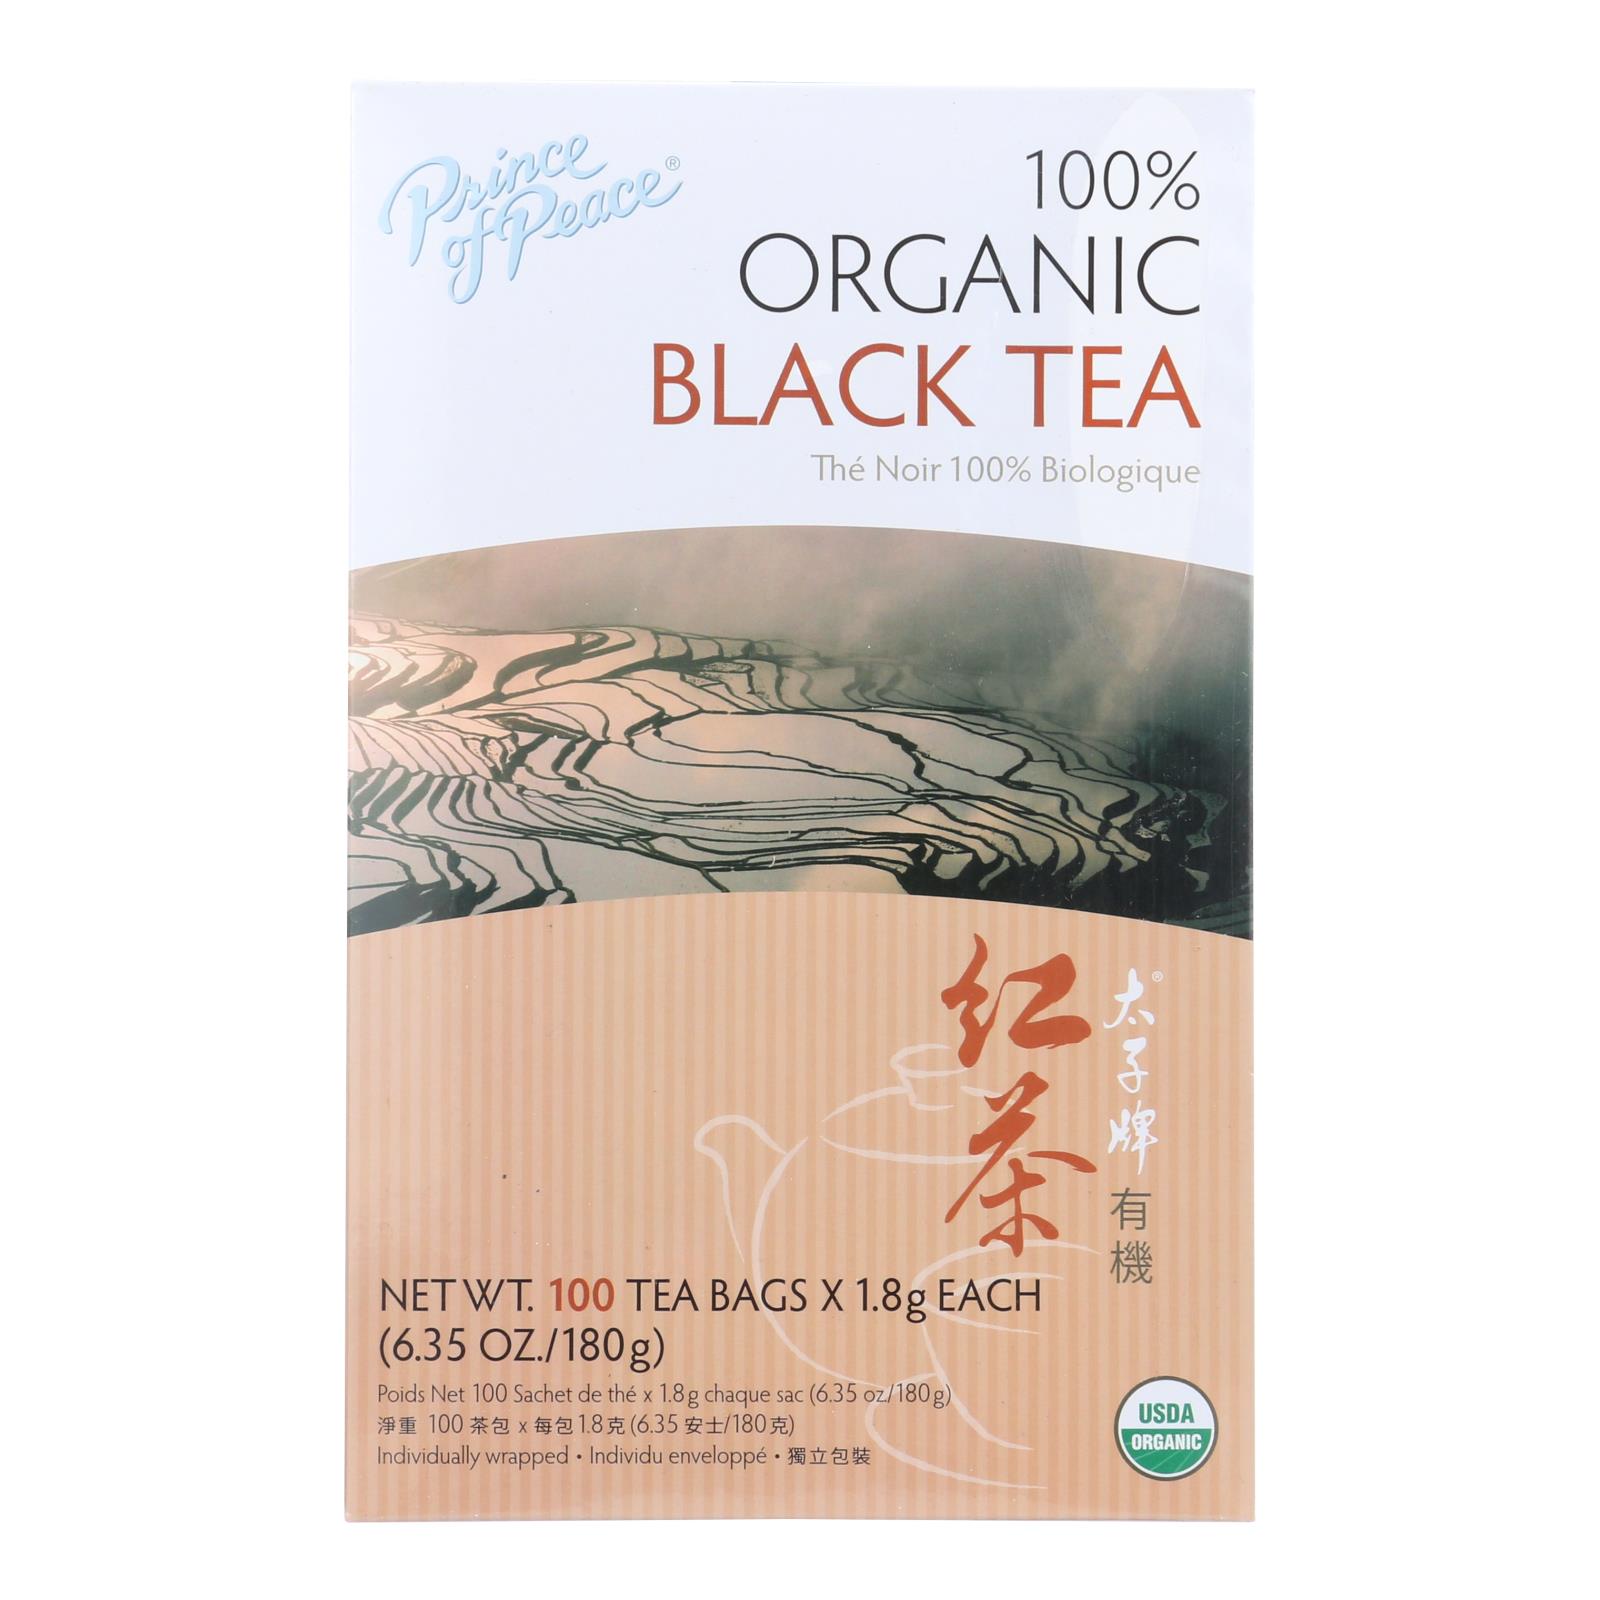 Prince
of Peace®
100%
ORGANIC
BLACK TEA
Thé Noir 100% Biologique
红茶
太子牌®
有機
NET WT. 100 TEA BAGS X 1.8g EACH
(6.35 OZ./180g)
Poids Net 100 Sachet de thé x 1.8g chaque sac (6.35 oz/180g)
淨重 100 茶包 x 每包 1.8克 (6.35 安士/180克)
Individually wrapped • Individu enveloppé • 獨立包裝
USDA
ORGANIC